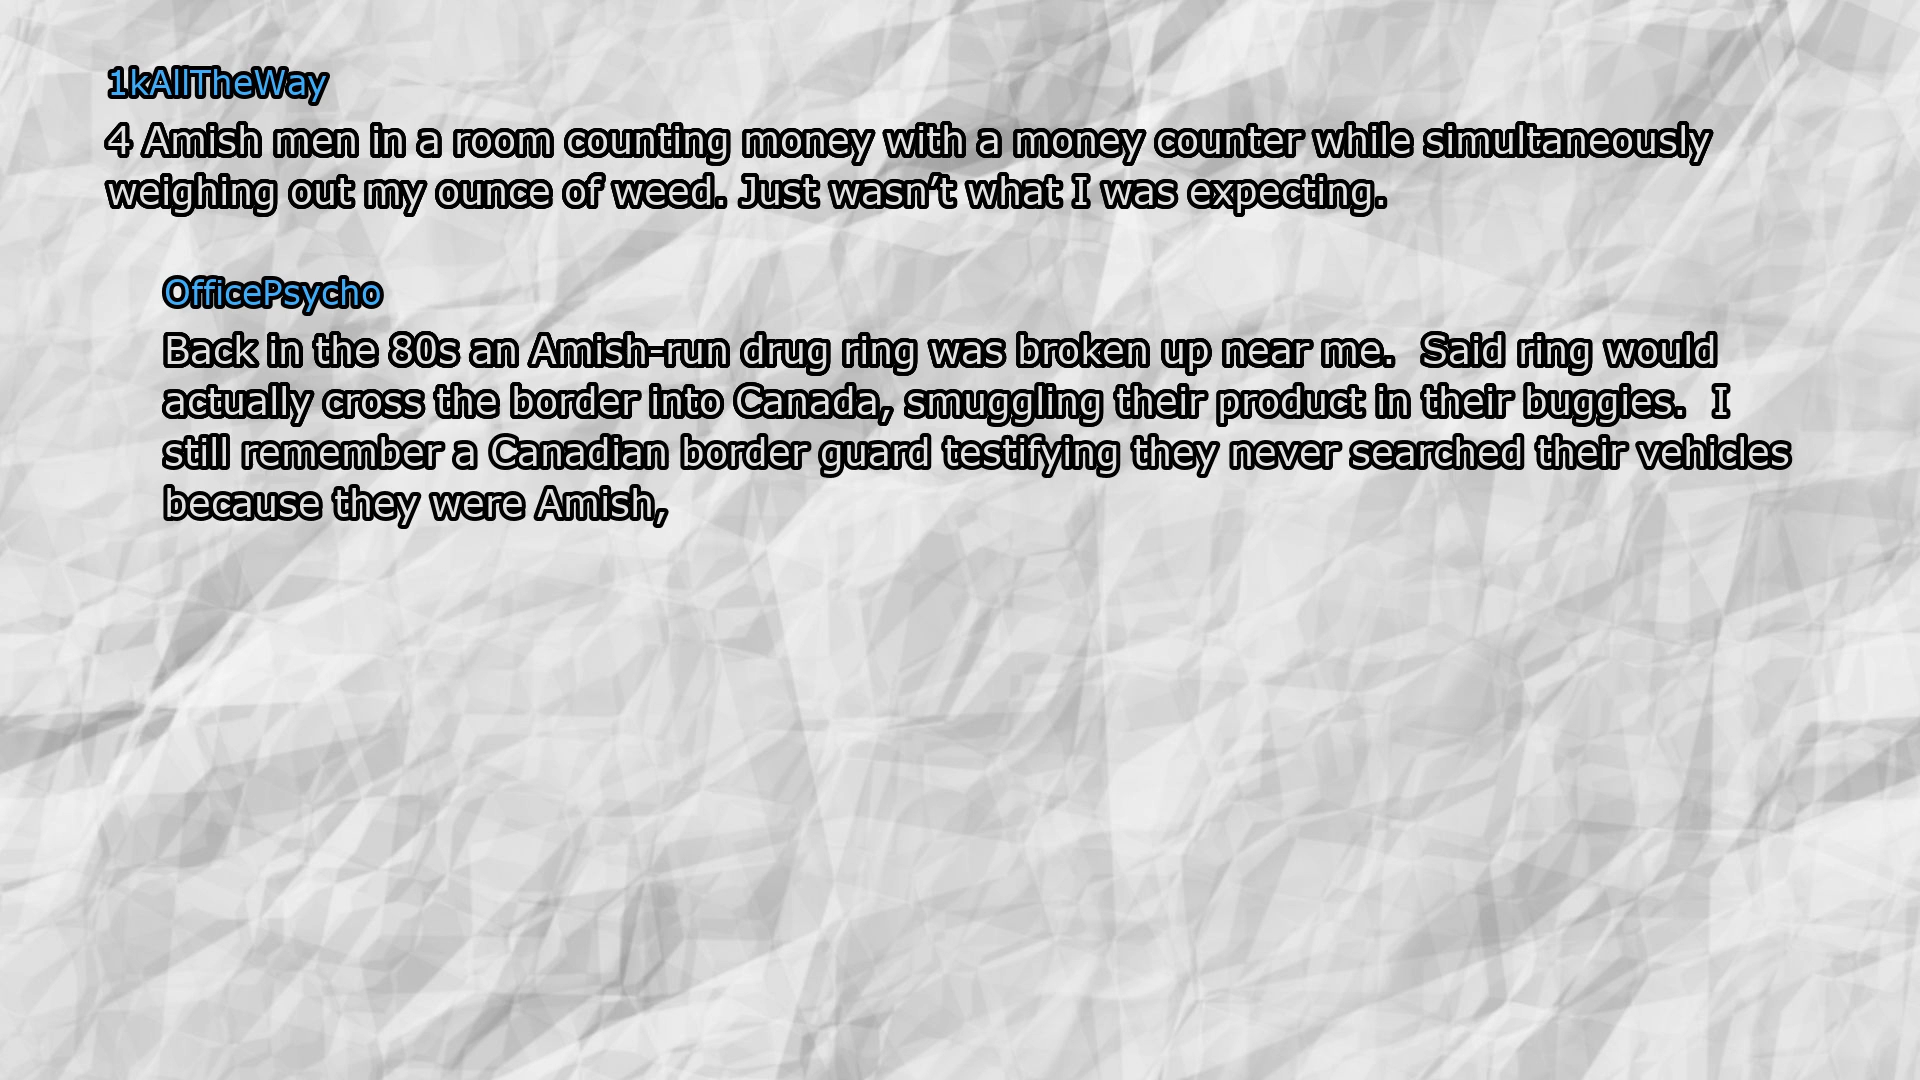 1kAllTheWay
4 Amish men in a room counting money with a money counter while simultaneously
weighing out my ounce of weed. Just wasn’t what I was expecting.
OfficePsycho
Back in the 80s an Amish-run drug ring was broken up near me.  Said ring would
actually cross the border into Canada, smuggling their product in their buggies.  I
still remember a Canadian border guard testifying they never searched their vehicles
because they were Amish,